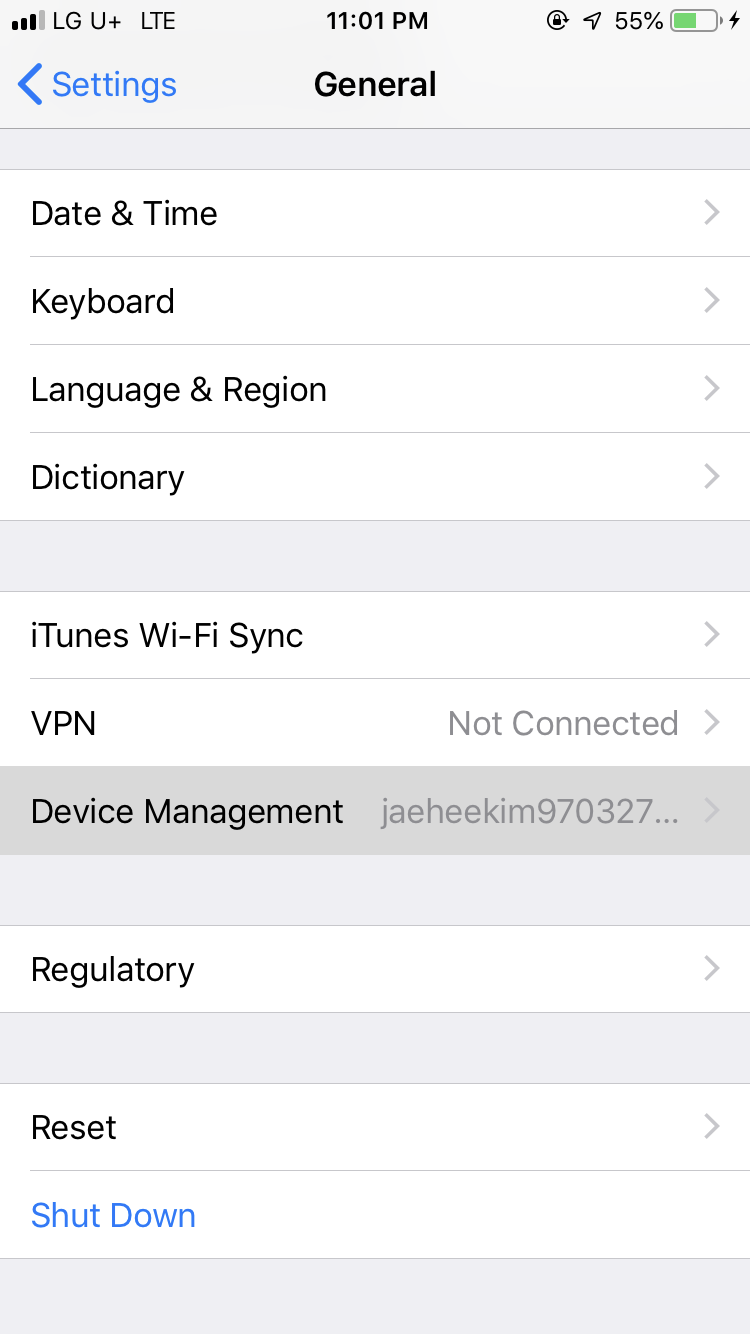 LG U+ LTE 11:01 PM 55%
Settings General
Date & Time
Keyboard
Language & Region
Dictionary
iTunes Wi-Fi Sync
VPN Not Connected
Device Management jaeheekim970327...
Regulatory
Reset
Shut Down